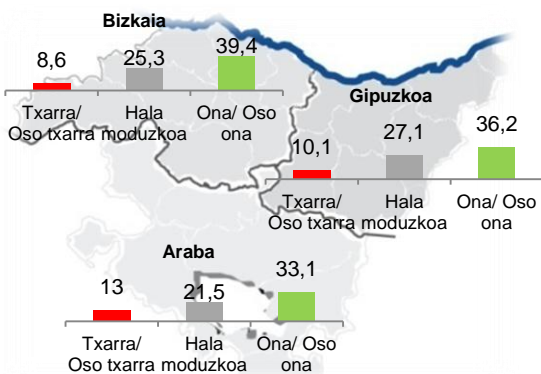 Bizkaia
8,6
25,3
39,4
Txarra/
Oso txarra
Hala
moduzkoa
Ona/ Oso
ona
Gipuzkoa
10,1
27,1
36,2
Txarra/
Oso txarra
Hala
moduzkoa
Ona/ Oso
ona
Araba
13
21,5
33,1
Txarra/
Oso txarra
Hala
moduzkoa
Ona/ Oso
ona